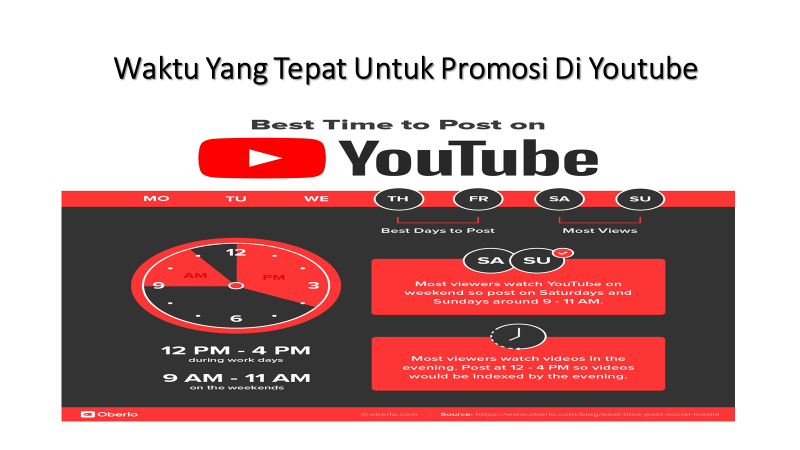 Waktu Yang Tepat Untuk Promosi Di Youtube
Best Time to Post on
YouTube
MO TU WE TH FR SA SU
Best Days to Post Most Views
12
AM PM
9 3
6
SA SU
Most viewers watch YouTube on
weekend so post on Saturdays and
Sundays around 9 - 11 AM.
12 PM - 4 PM
during work days
9 AM - 11 AM
on the weekends
Most viewers watch videos in the
evening. Post at 12 - 4 PM so videos
would be indexed by the evening.
Oberlo
© oberlo.com | Source: https://www.oberlo.com/blog/best-time-post-social-media